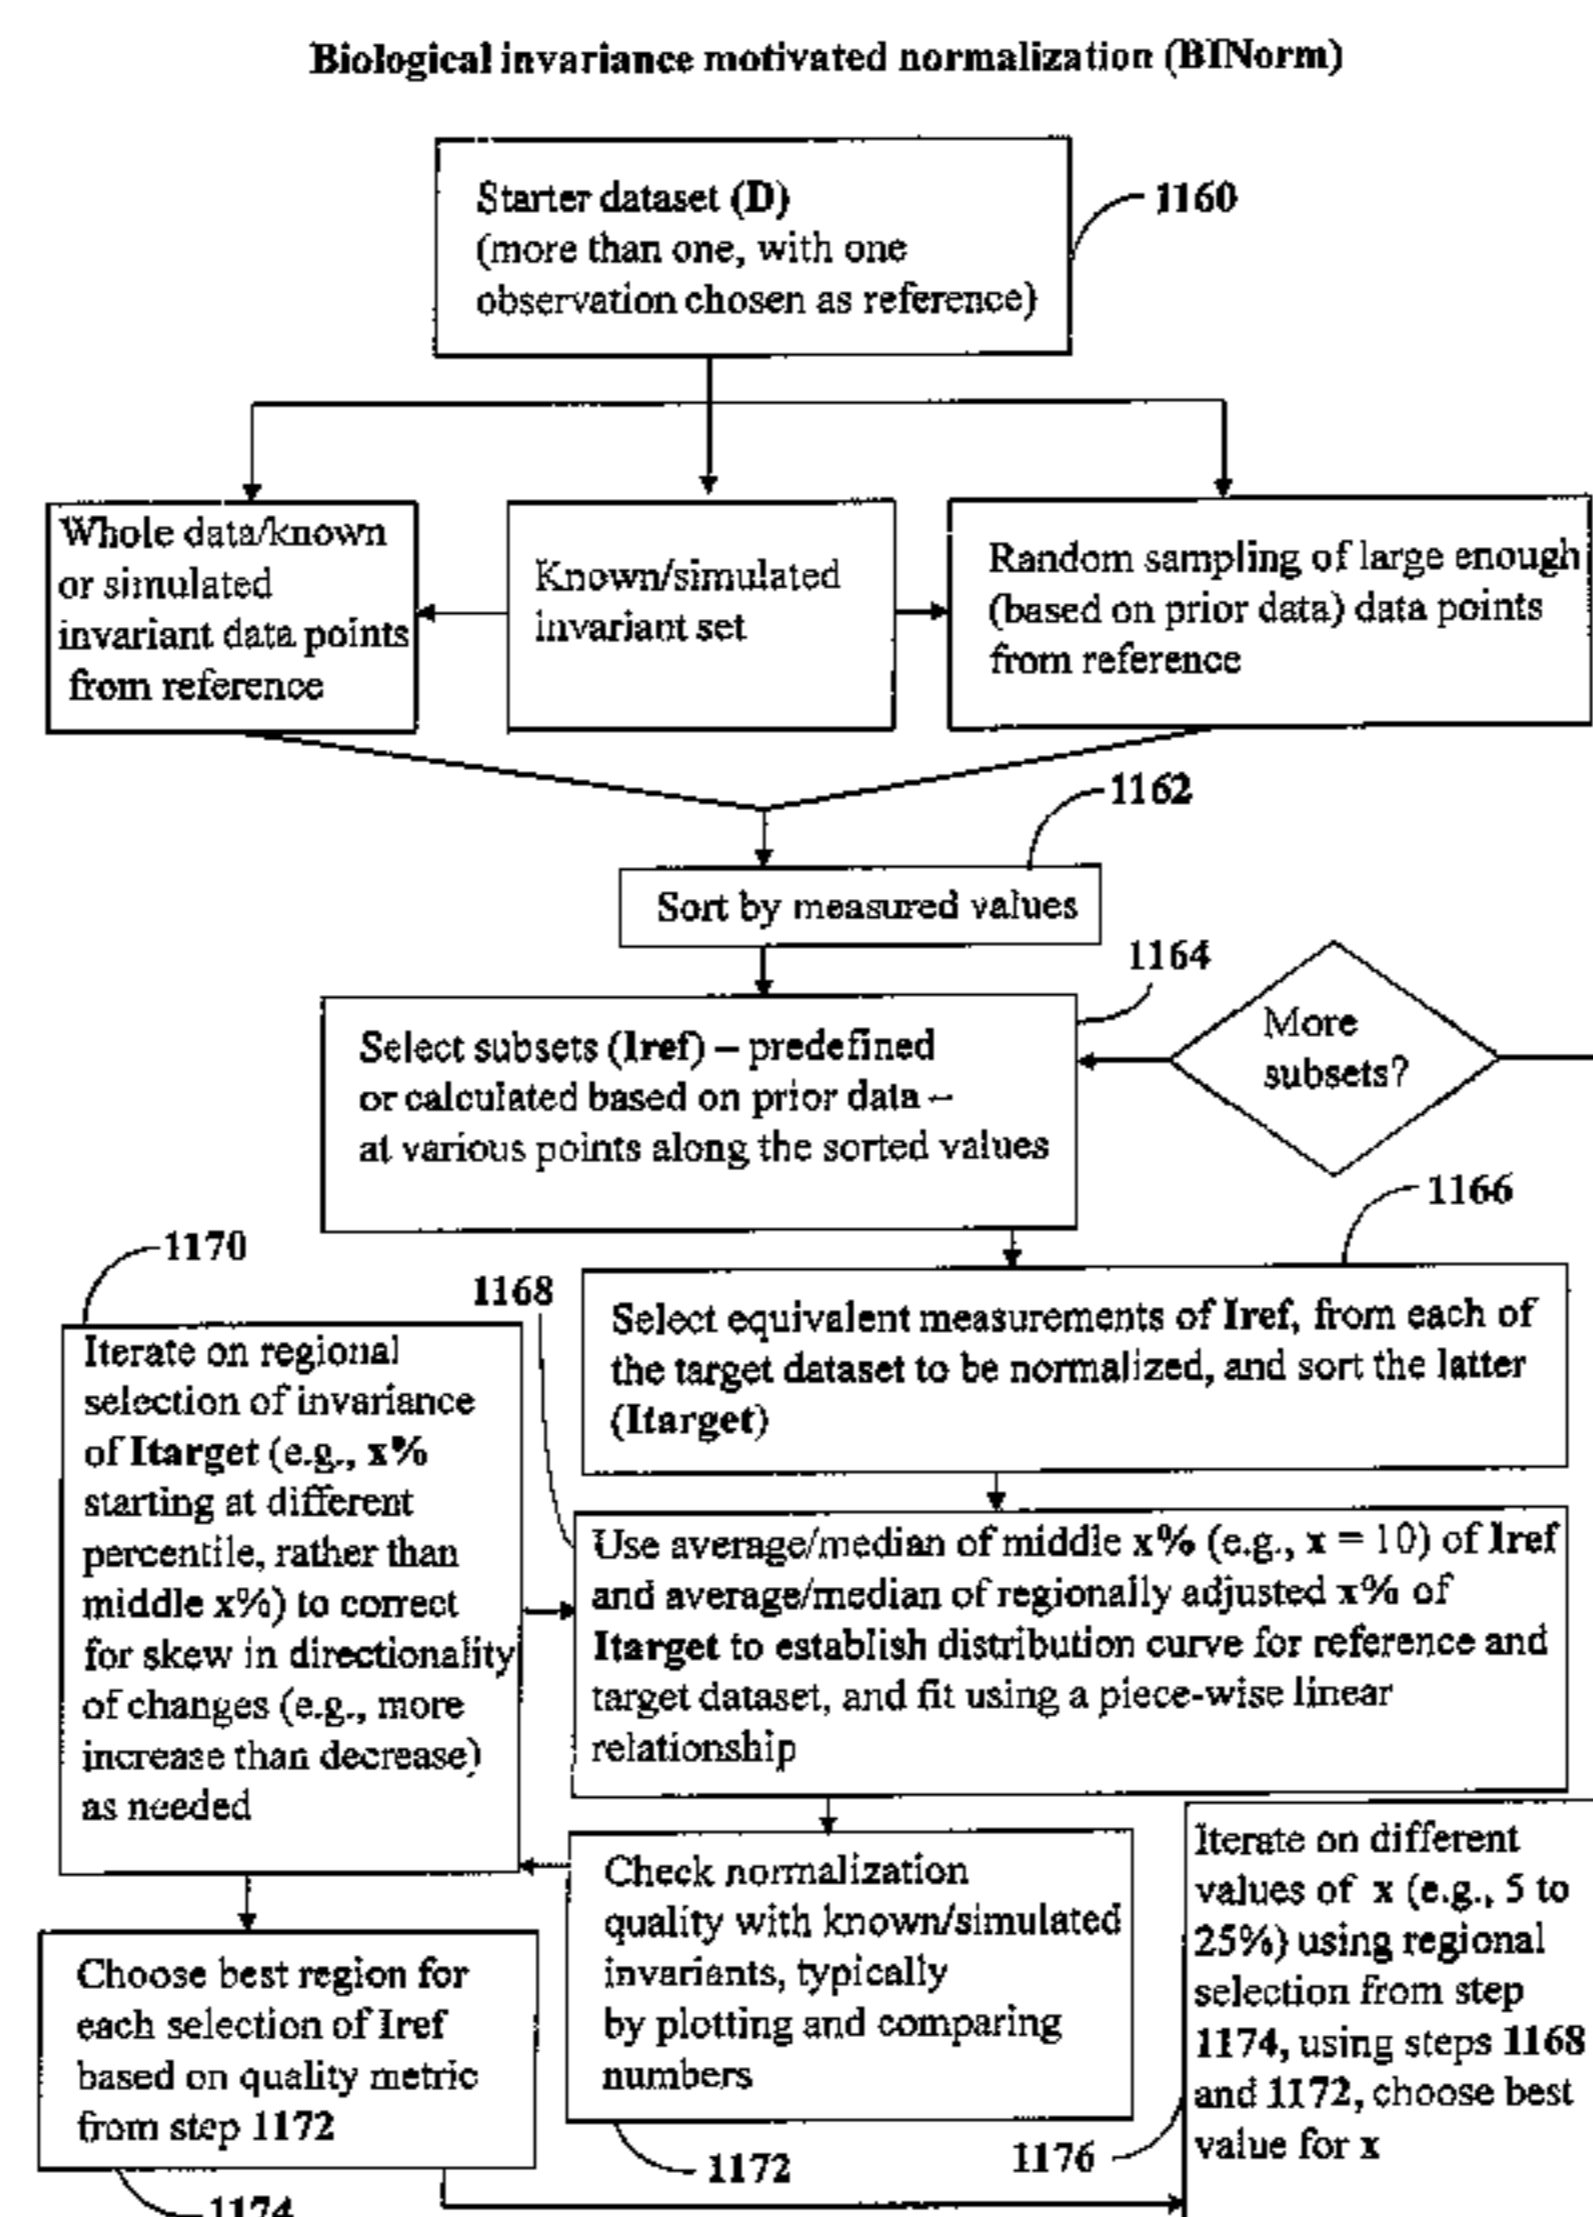 Biological invariance motivated normalization (BINorm)
Starter dataset (D)
(more than one, with one
observation chosen as reference)
1160
Whole data/known
or simulated
invariant data points
from reference
Known/simulated
invariant set
Random sampling of large enough
(based on prior data) data points
from reference
1162
Sort by measured values
1164
Select subsets (Iref) – predefined
or calculated based on prior data –
at various points along the sorted values
More
subsets?
1166
Select equivalent measurements of Iref, from each of
the target dataset to be normalized, and sort the latter
(Itarget)
1170
1168
Iterate on regional
selection of invariance
of Itarget (e.g., x%
starting at different
percentile, rather than
middle x%) to correct
for skew in directionality
of changes (e.g., more
increase than decrease)
as needed
Use average/median of middle x% (e.g., x = 10) of Iref
and average/median of regionally adjusted x% of
Itarget to establish distribution curve for reference and
target dataset, and fit using a piece-wise linear
relationship
Check normalization
quality with known/simulated
invariants, typically
by plotting and comparing
numbers
1172
Iterate on different
values of x (e.g., 5 to
25%) using regional
selection from step
1174, using steps 1168
and 1172, choose best
value for x
1176
Choose best region for
each selection of Iref
based on quality metric
from step 1172
1174